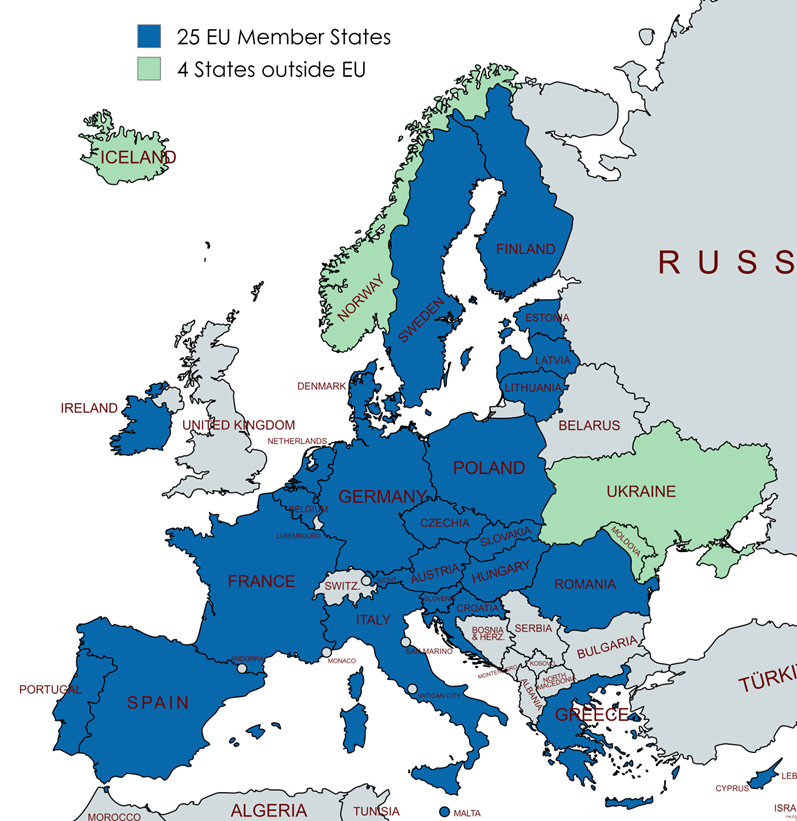 25 EU Member States
4 States outside EU
ICELAND
RUSS
FINLAND
NORWAY
SWEDEN
ESTONIA
LATVIA
DENMARK
LITHUANIA
IRELAND
UNITED KINGDOM
BELARUS
NETHERLANDS
POLAND
GERMANY
UKRAINE
BELGIUM
CZECHIA
LUXEMBOURG
SLOVAKIA
MOLDOVA
FRANCE
SWITZ.
LIECHT.
AUSTRIA
HUNGARY
ROMANIA
SLOVENIA
CROATIA
ITALY
BOSNIA
& HERZ.
SERBIA
BULGARIA
SAN MARINO
ANDORRA
MONACO
MONTENEGRO
KOSOVO
NORTH
MACEDONIA
ALBANIA
PORTUGAL
SPAIN
VATICAN CITY
TÜRKI
GREECE
CYPRUS
LEB
MALTA
MOROCCO
ALGERIA
TUNISIA
ISRA